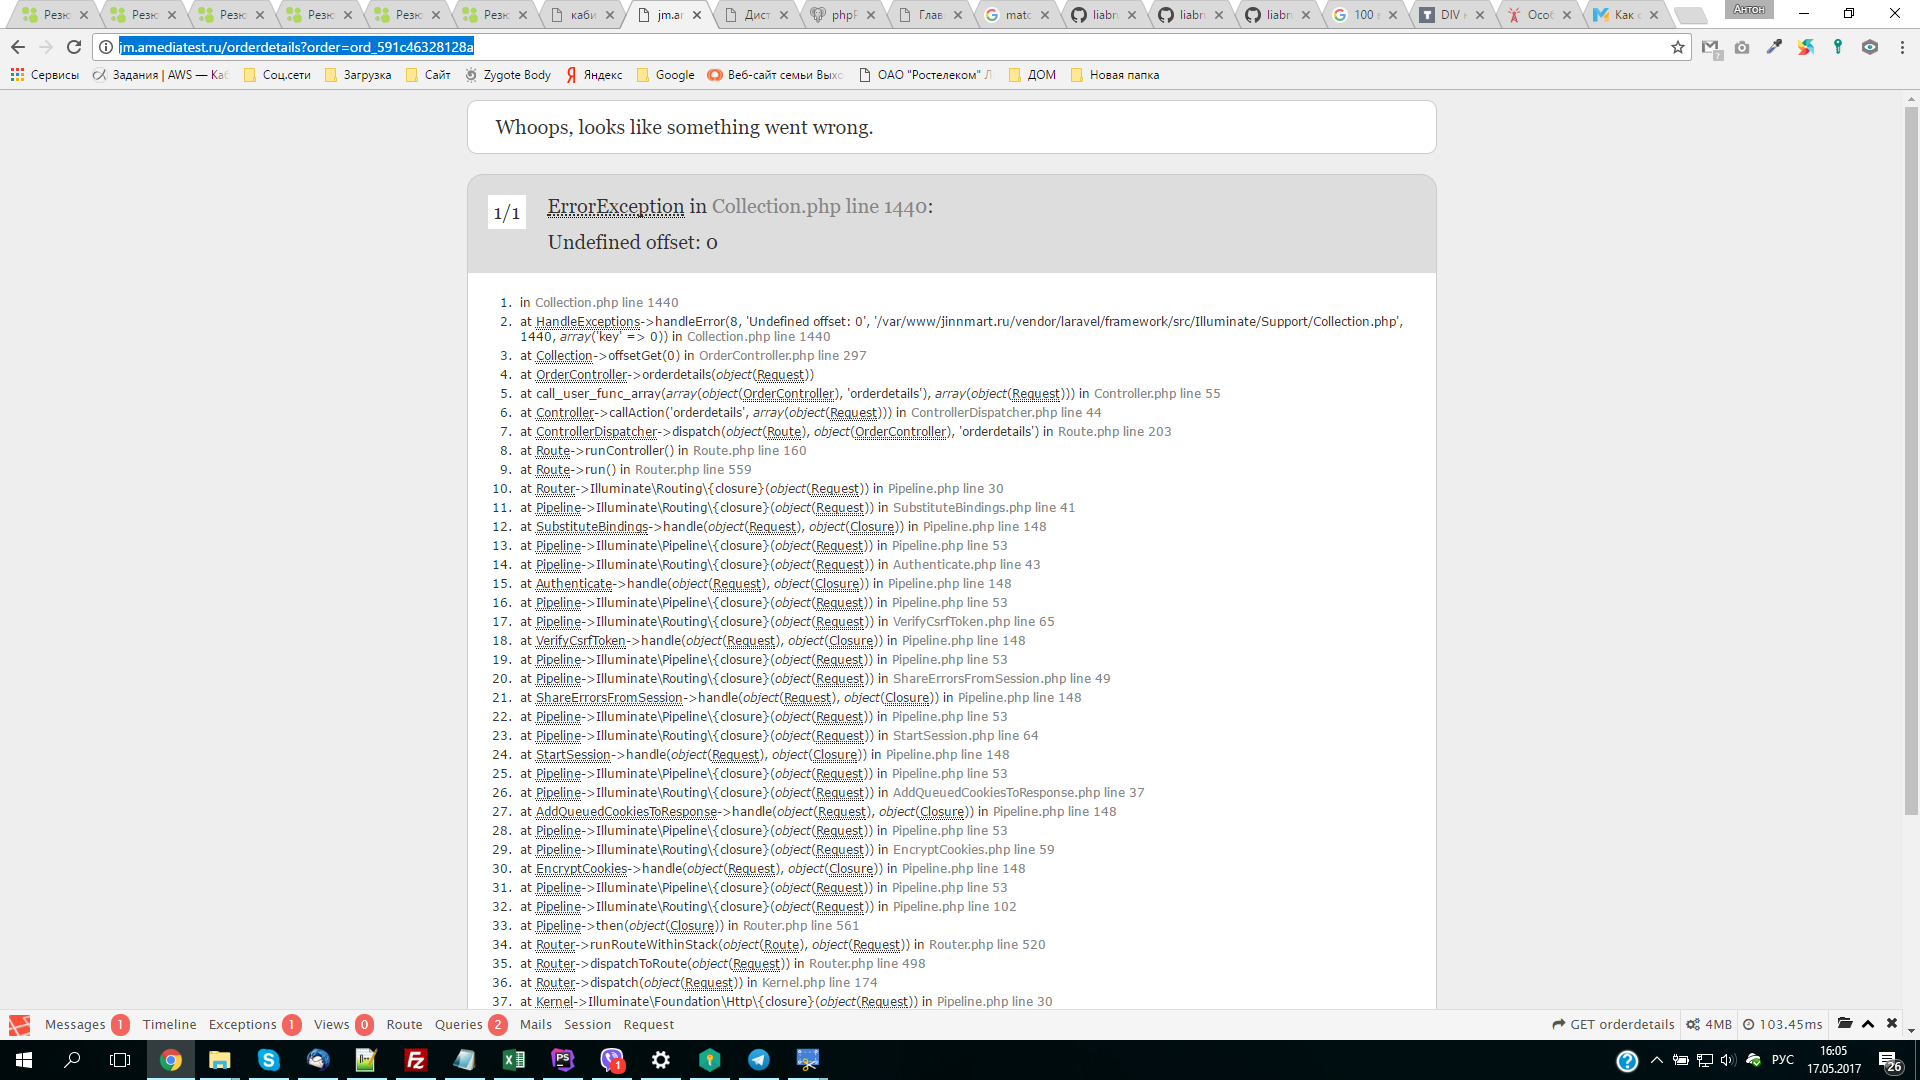 Резю
Резю
Резю
Резю
Резю
Резю
каби
jm.ar
Дист
phpP
Глав
matc
liabru
liabru
liabru
100 в
DIV н
Особ
Как с
Антон
jm.amediatest.ru/orderdetails?order=ord_591c46328128a
Сервисы
Задания | AWS — Каб
Соц.сети
Загрузка
Сайт
Zygote Body
Яндекс
Google
Веб-сайт семьи Выхо
ОАО "Ростелеком" Л
ДОМ
Новая папка
Whoops, looks like something went wrong.
1/1
ErrorException in Collection.php line 1440:
Undefined offset: 0
1. in Collection.php line 1440
2. at HandleExceptions->handleError(8, 'Undefined offset: 0', '/var/www/jinnmart.ru/vendor/laravel/framework/src/Illuminate/Support/Collection.php',
1440, array('key' => 0)) in Collection.php line 1440
3. at Collection->offsetGet(0) in OrderController.php line 297
4. at OrderController->orderdetails(object(Request))
5. at call_user_func_array(array(object(OrderController), 'orderdetails'), array(object(Request))) in Controller.php line 55
6. at Controller->callAction('orderdetails', array(object(Request))) in ControllerDispatcher.php line 44
7. at ControllerDispatcher->dispatch(object(Route), object(OrderController), 'orderdetails') in Route.php line 203
8. at Route->runController() in Route.php line 160
9. at Route->run() in Router.php line 559
10. at Router->Illuminate\Routing\{closure}(object(Request)) in Pipeline.php line 30
11. at Pipeline->Illuminate\Routing\{closure}(object(Request)) in SubstituteBindings.php line 41
12. at SubstituteBindings->handle(object(Request), object(Closure)) in Pipeline.php line 148
13. at Pipeline->Illuminate\Pipeline\{closure}(object(Request)) in Pipeline.php line 53
14. at Pipeline->Illuminate\Routing\{closure}(object(Request)) in Authenticate.php line 43
15. at Authenticate->handle(object(Request), object(Closure)) in Pipeline.php line 148
16. at Pipeline->Illuminate\Pipeline\{closure}(object(Request)) in Pipeline.php line 53
17. at Pipeline->Illuminate\Routing\{closure}(object(Request)) in VerifyCsrfToken.php line 65
18. at VerifyCsrfToken->handle(object(Request), object(Closure)) in Pipeline.php line 148
19. at Pipeline->Illuminate\Pipeline\{closure}(object(Request)) in Pipeline.php line 53
20. at Pipeline->Illuminate\Routing\{closure}(object(Request)) in ShareErrorsFromSession.php line 49
21. at ShareErrorsFromSession->handle(object(Request), object(Closure)) in Pipeline.php line 148
22. at Pipeline->Illuminate\Pipeline\{closure}(object(Request)) in Pipeline.php line 53
23. at Pipeline->Illuminate\Routing\{closure}(object(Request)) in StartSession.php line 64
24. at StartSession->handle(object(Request), object(Closure)) in Pipeline.php line 148
25. at Pipeline->Illuminate\Pipeline\{closure}(object(Request)) in Pipeline.php line 53
26. at Pipeline->Illuminate\Routing\{closure}(object(Request)) in AddQueuedCookiesToResponse.php line 37
27. at AddQueuedCookiesToResponse->handle(object(Request), object(Closure)) in Pipeline.php line 148
28. at Pipeline->Illuminate\Pipeline\{closure}(object(Request)) in Pipeline.php line 53
29. at Pipeline->Illuminate\Routing\{closure}(object(Request)) in EncryptCookies.php line 59
30. at EncryptCookies->handle(object(Request), object(Closure)) in Pipeline.php line 148
31. at Pipeline->Illuminate\Pipeline\{closure}(object(Request)) in Pipeline.php line 53
32. at Pipeline->Illuminate\Routing\{closure}(object(Request)) in Pipeline.php line 102
33. at Pipeline->then(object(Closure)) in Router.php line 561
34. at Router->runRouteWithinStack(object(Route), object(Request)) in Router.php line 520
35. at Router->dispatchToRoute(object(Request)) in Router.php line 498
36. at Router->dispatch(object(Request)) in Kernel.php line 174
37. at Kernel->Illuminate\Foundation\Http\{closure}(object(Request)) in Pipeline.php line 30
Messages 1 Timeline Exceptions 1 Views 0 Route Queries 2 Mails Session Request
GET orderdetails 4MB 103.45ms
РУС
16:05
17.05.2017
26